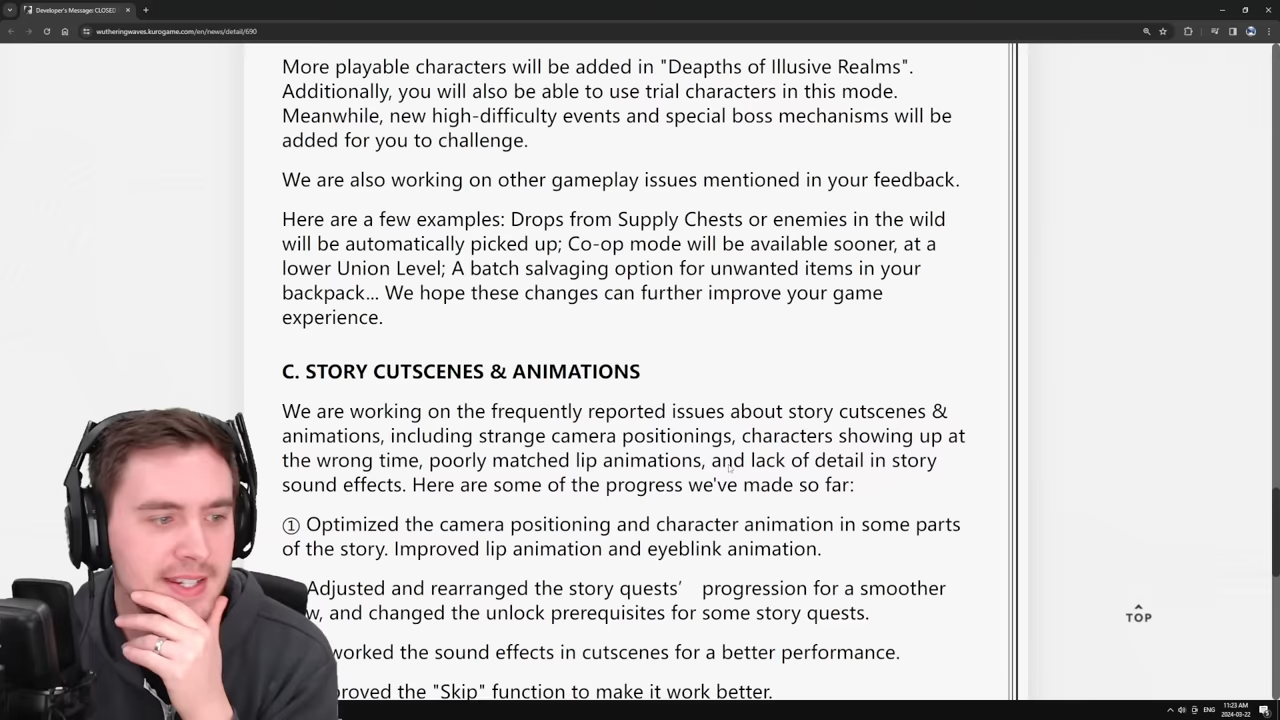 Developer's Message: CLOSED
wutheringwaves.kurogame.com/en/news/detail/690
More playable characters will be added in "Deapths of Illusive Realms".
Additionally, you will also be able to use trial characters in this mode.
Meanwhile, new high-difficulty events and special boss mechanisms will be
added for you to challenge.
We are also working on other gameplay issues mentioned in your feedback.
Here are a few examples: Drops from Supply Chests or enemies in the wild
will be automatically picked up; Co-op mode will be available sooner, at a
lower Union Level; A batch salvaging option for unwanted items in your
backpack... We hope these changes can further improve your game
experience.
C. STORY CUTSCENES & ANIMATIONS
We are working on the frequently reported issues about story cutscenes &
animations, including strange camera positionings, characters showing up at
the wrong time, poorly matched lip animations, and lack of detail in story
sound effects. Here are some of the progress we've made so far:
① Optimized the camera positioning and character animation in some parts
of the story. Improved lip animation and eyeblink animation.
Adjusted and rearranged the story quests' progression for a smoother
w, and changed the unlock prerequisites for some story quests.
worked the sound effects in cutscenes for a better performance.
proved the "Skip" function to make it work better.
TOP
ENG
11:23 AM
2024-03-22